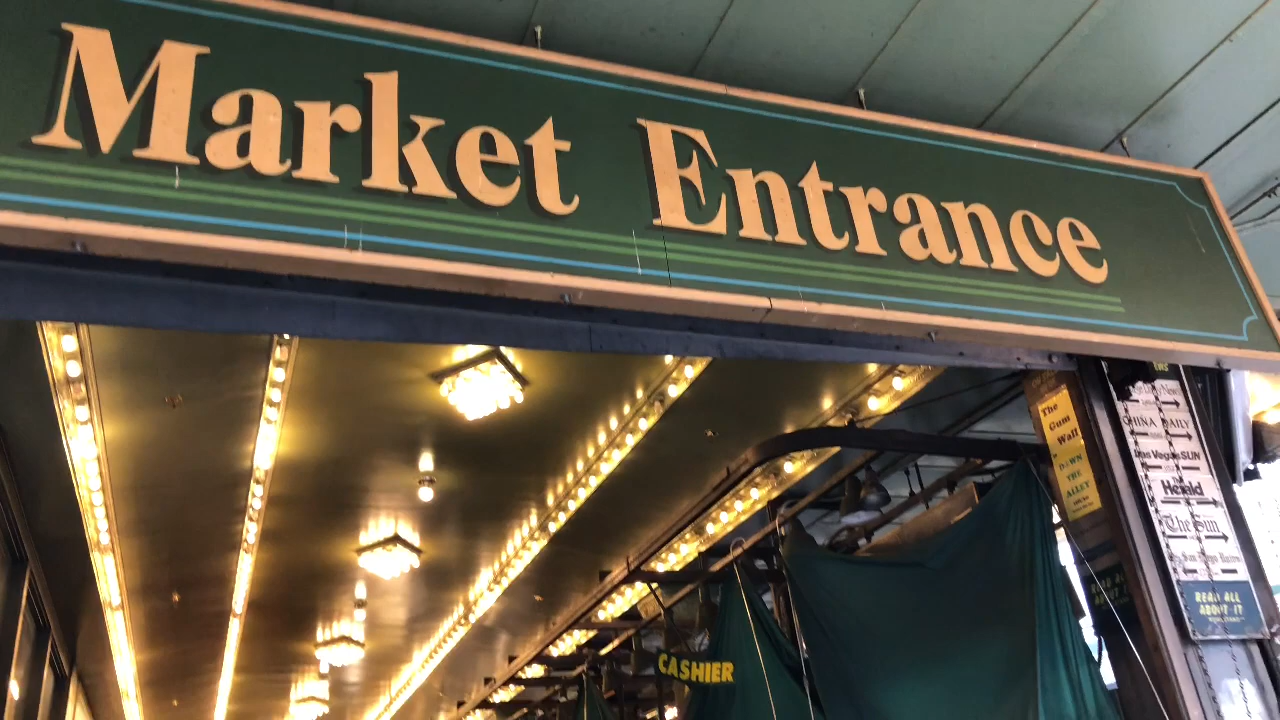 Market Entrance
The
Gum
Wall
DOWN
THE
ALLEY
CHINA DAILY
Las Vegas SUN
Herald
The Sun
READ ALL
ABOUT IT
CASHIER